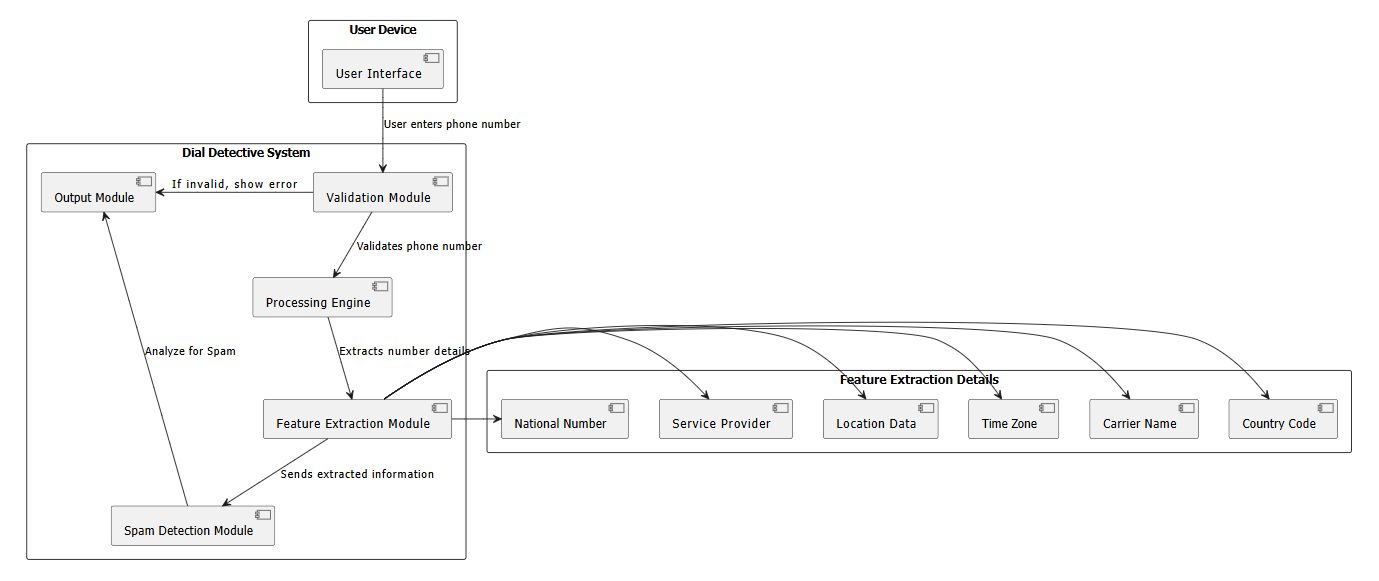 User Device
User Interface
User enters phone number
Dial Detective System
Output Module
If invalid, show error
Validation Module
Validates phone number
Processing Engine
Analyze for Spam
Extracts number details
Feature Extraction Details
Feature Extraction Module
National Number
Service Provider
Location Data
Time Zone
Carrier Name
Country Code
Sends extracted information
Spam Detection Module